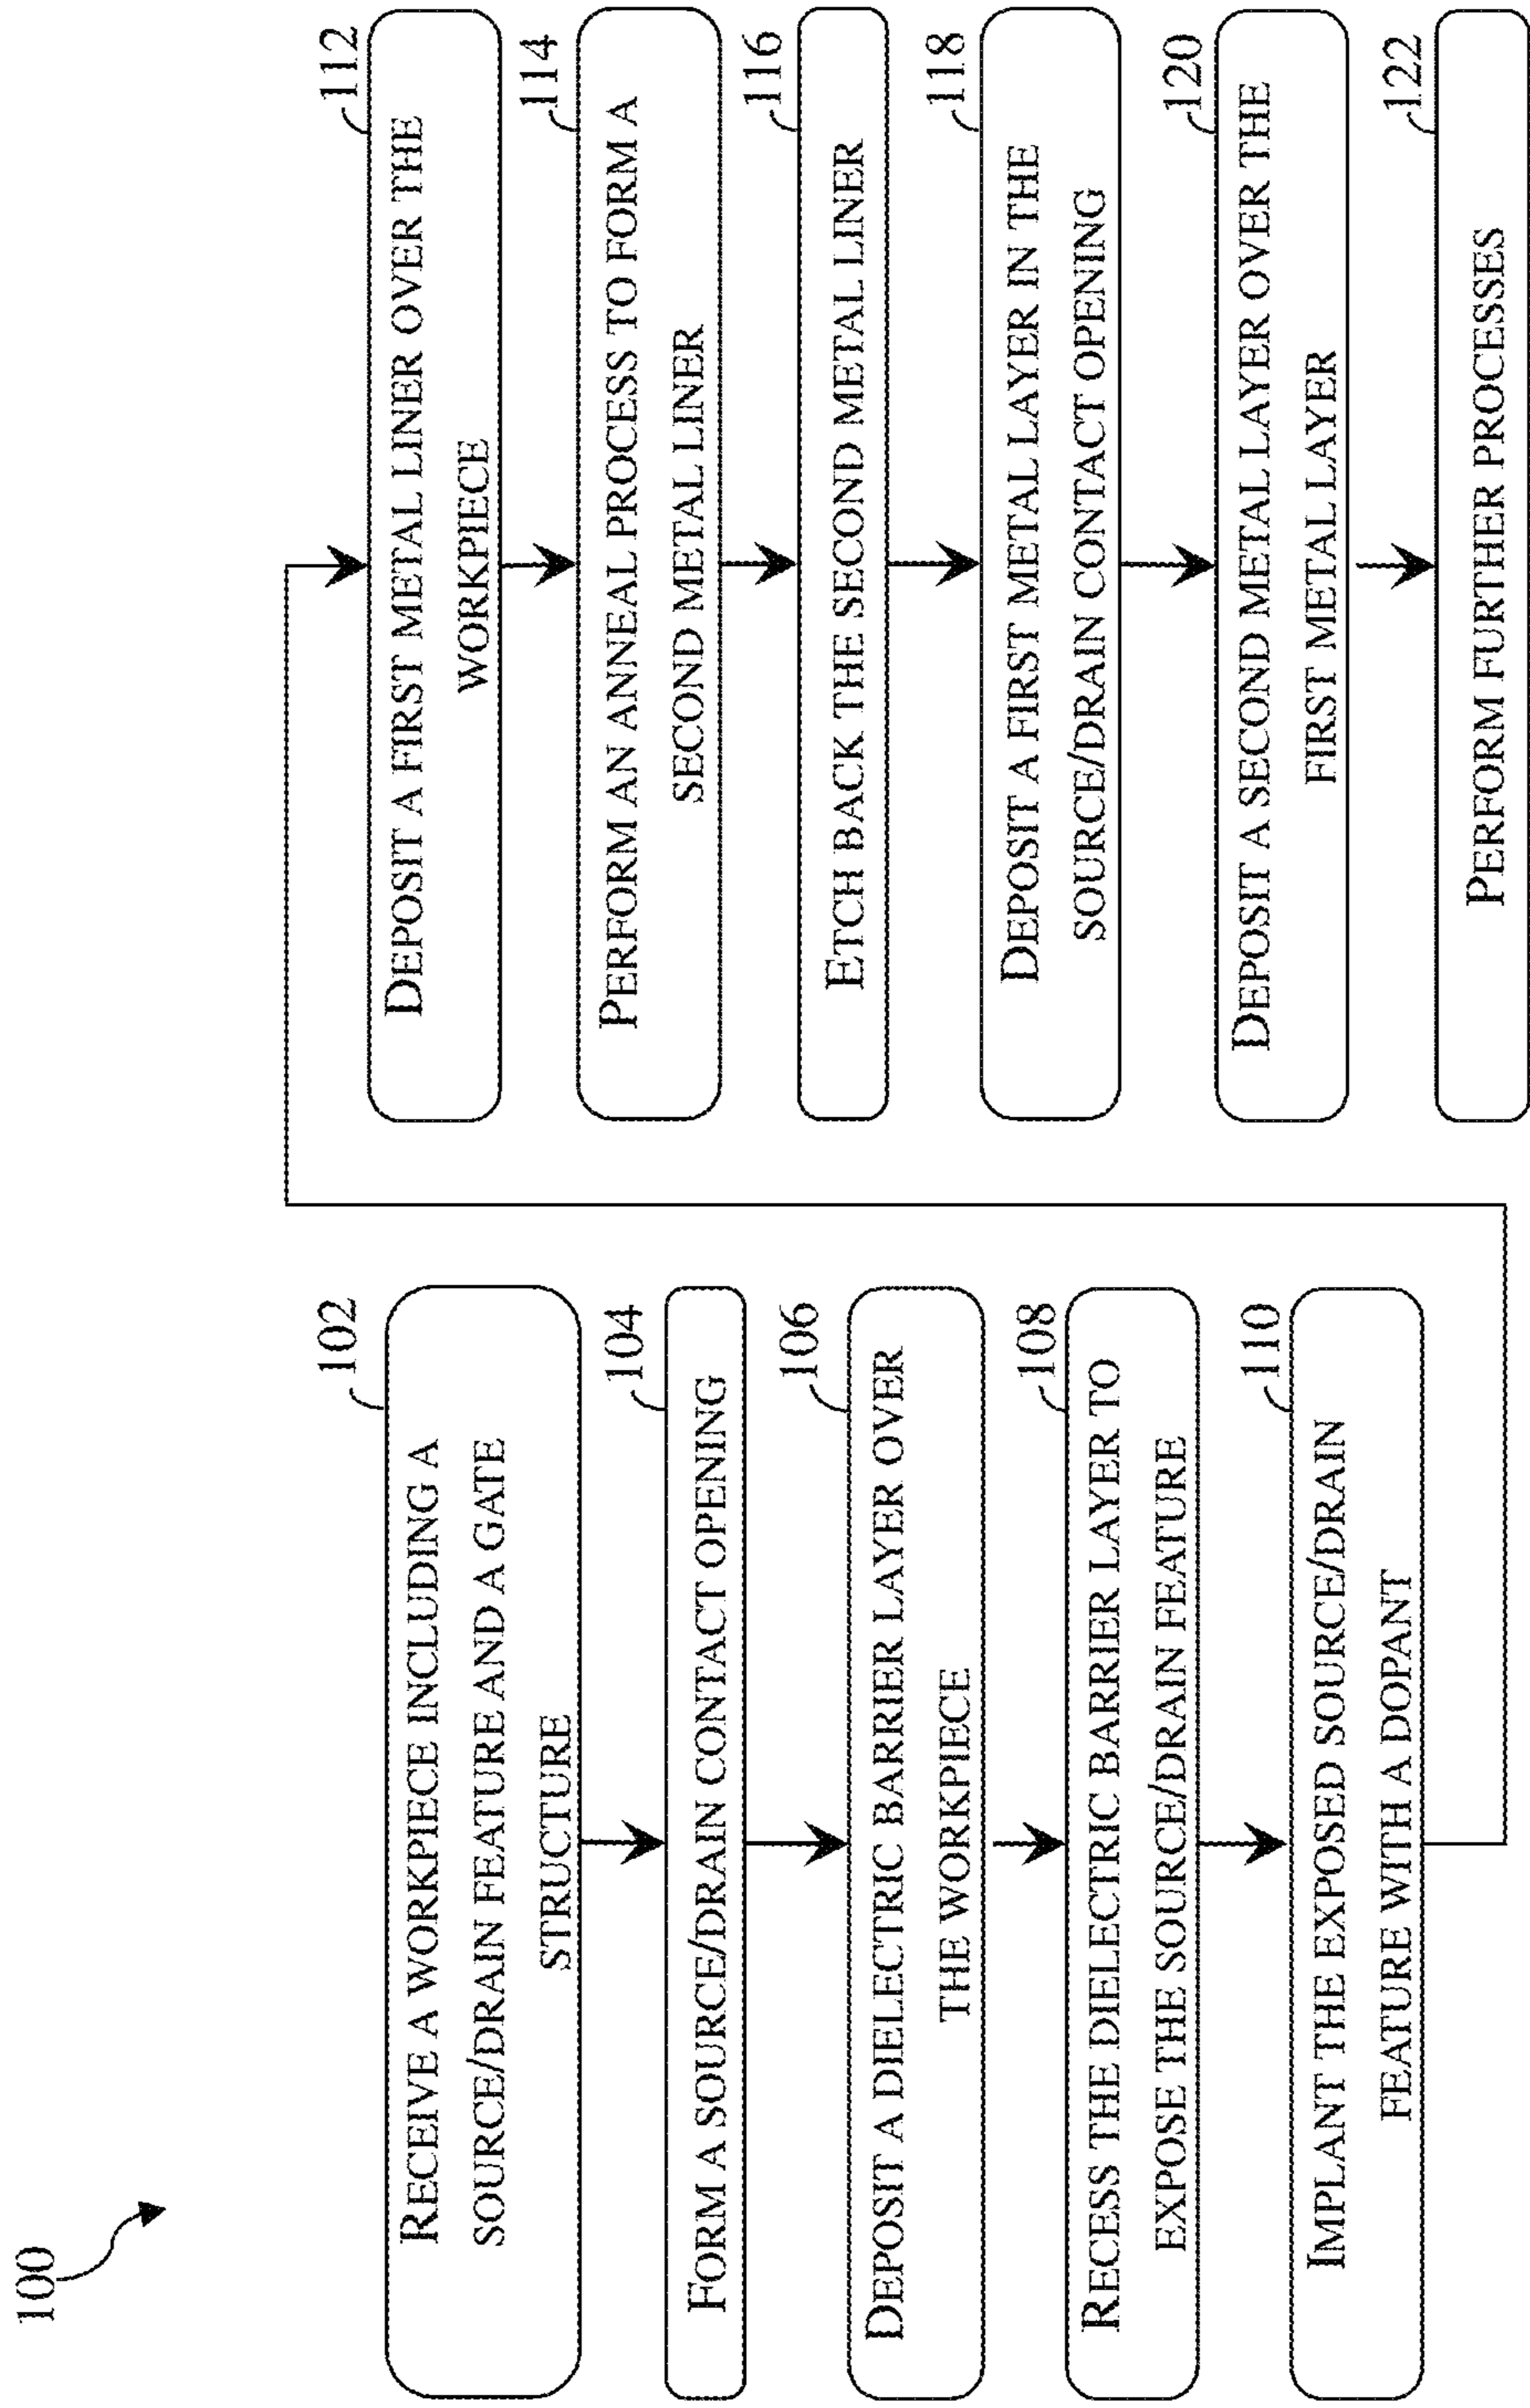 100
102
RECEIVE A WORKPIECE INCLUDING A
SOURCE/DRAIN FEATURE AND A GATE
STRUCTURE
104
FORM A SOURCE/DRAIN CONTACT OPENING
106
DEPOSIT A DIELECTRIC BARRIER LAYER OVER
THE WORKPIECE
108
RECESS THE DIELECTRIC BARRIER LAYER TO
EXPOSE THE SOURCE/DRAIN FEATURE
110
IMPLANT THE EXPOSED SOURCE/DRAIN
FEATURE WITH A DOPANT
112
DEPOSIT A FIRST METAL LINER OVER THE
WORKPIECE
114
PERFORM AN ANNEAL PROCESS TO FORM A
SECOND METAL LINER
116
ETCH BACK THE SECOND METAL LINER
118
DEPOSIT A FIRST METAL LAYER IN THE
SOURCE/DRAIN CONTACT OPENING
120
DEPOSIT A SECOND METAL LAYER OVER THE
FIRST METAL LAYER
122
PERFORM FURTHER PROCESSES